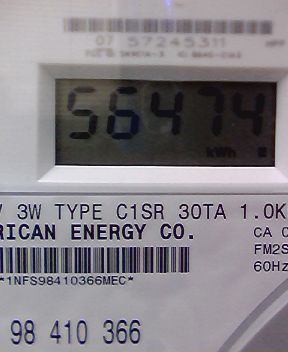 07 57245311
56474
kWh
3W TYPE C1SR 30TA 1.0K
RICAN ENERGY CO.
CA
FM2S
60Hz
*1NFS98410366MEC*
98 410 366